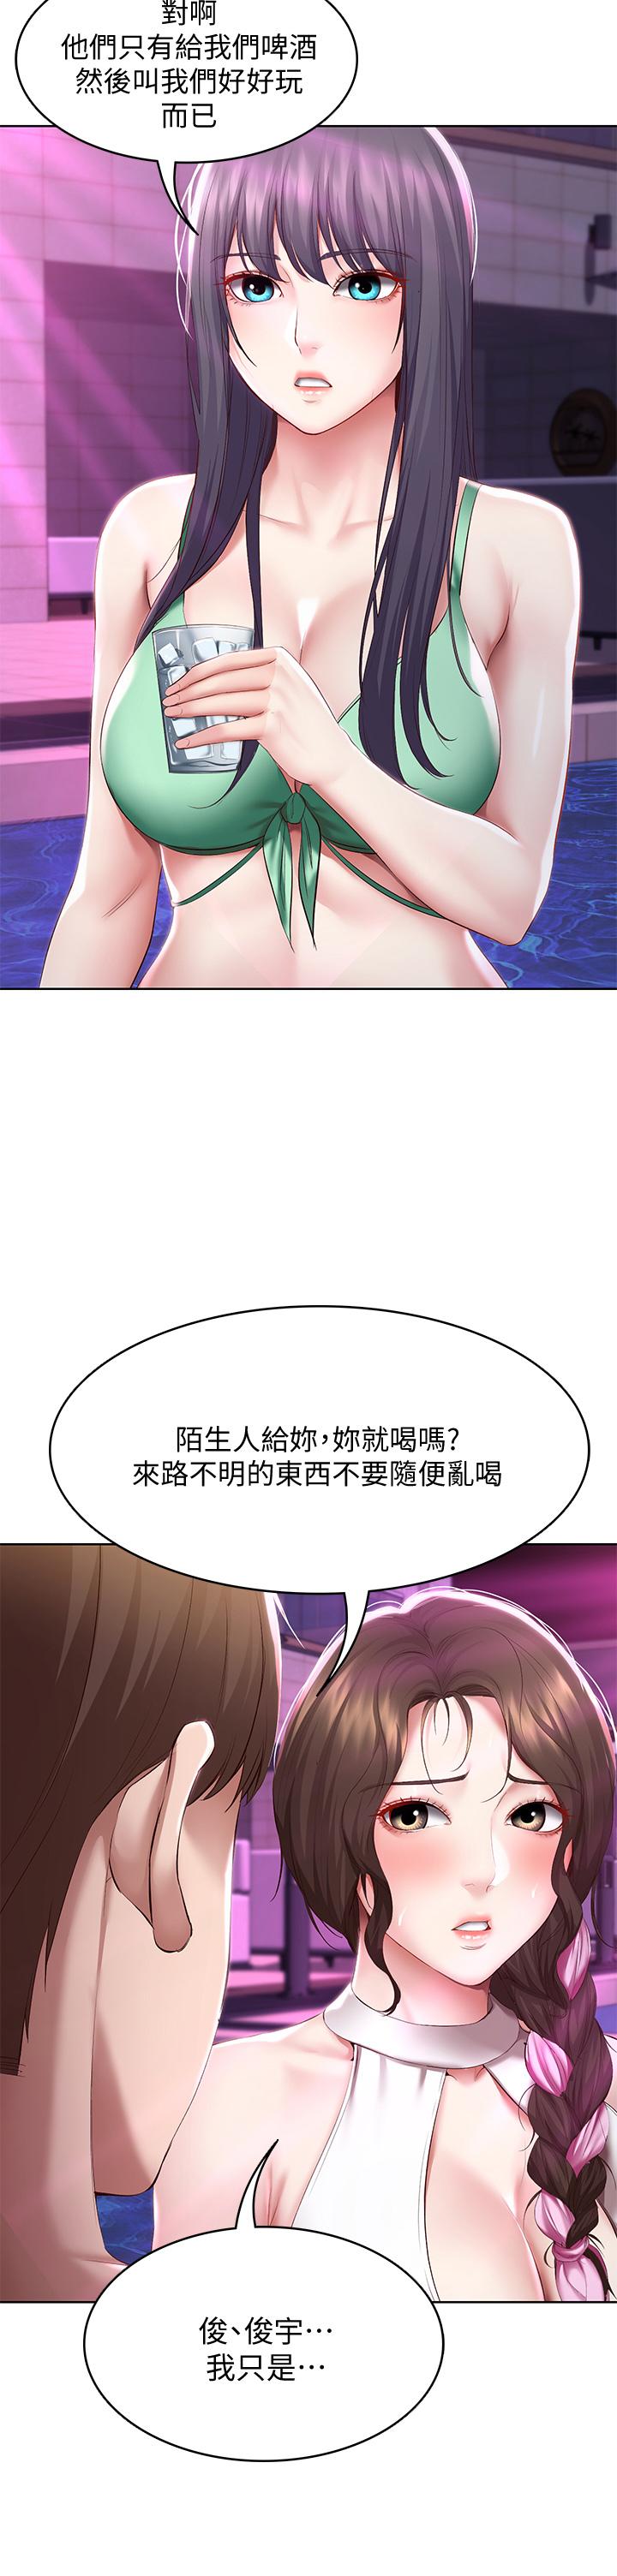 對啊
他們只有給我們啤酒
然後叫我們好好玩
而已
陌生人給妳，妳就喝嗎？
來路不明的東西不要隨便亂喝
俊、俊宇⋯
我只是⋯